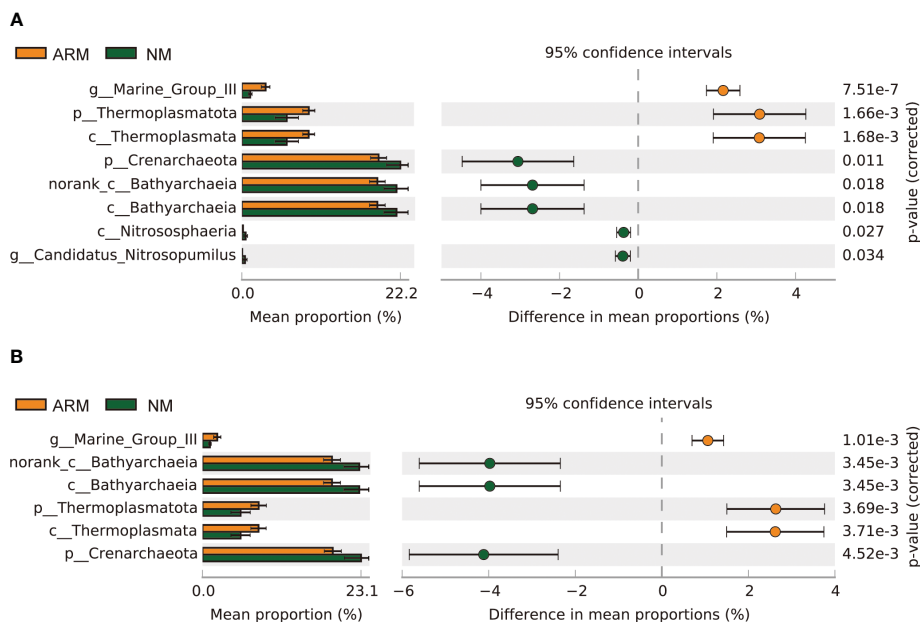 A
ARM NM
95% confidence intervals
g__Marine_Group_III 7.51e-7
p__Thermoplasmatota 1.66e-3
c__Thermoplasmata 1.68e-3
p__Crenarchaeota 0.011
norank_c__Bathyarchaeia 0.018
c__Bathyarchaeia 0.018
c__Nitrososphaeria 0.027
g__Candidatus_Nitrosopumilus 0.034
p-value (corrected)
0.0 22.2 −4 −2 0 2 4
Mean proportion (%) Difference in mean proportions (%)
B
ARM NM
95% confidence intervals
g__Marine_Group_III 1.01e-3
norank_c__Bathyarchaeia 3.45e-3
c__Bathyarchaeia 3.45e-3
p__Thermoplasmatota 3.69e-3
c__Thermoplasmata 3.71e-3
p__Crenarchaeota 4.52e-3
p-value (corrected)
0.0 23.1 −6 −4 −2 0 2 4
Mean proportion (%) Difference in mean proportions (%)